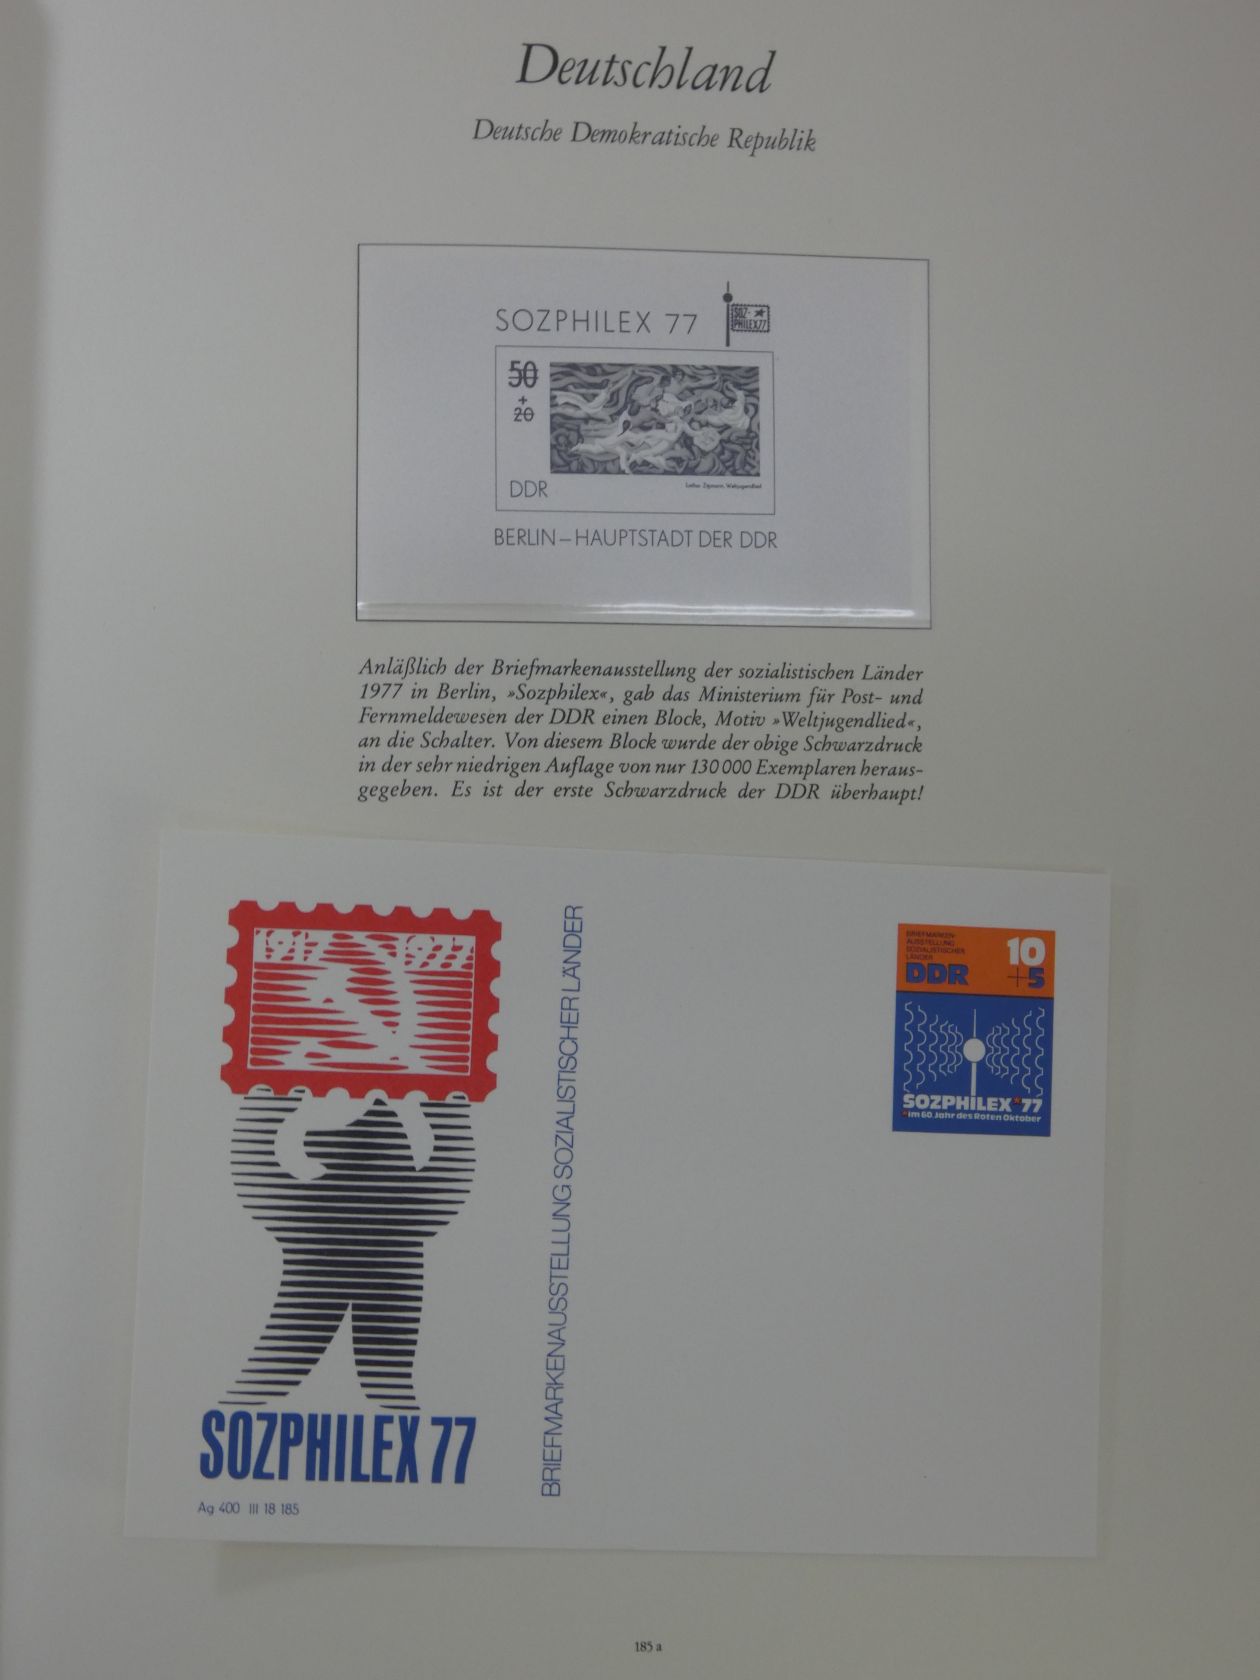 Deutschland
Deutsche Demokratische Republik
SOZPHILEX 77
SOZ-
PHILEX77
50
+
20
DDR
Lothar Zitzmann, Weltjugendlied
BERLIN – HAUPTSTADT DER DDR
Anläßlich der Briefmarkenausstellung der sozialistischen Länder
1977 in Berlin, »Sozphilex«, gab das Ministerium für Post- und
Fernmeldewesen der DDR einen Block, Motiv »Weltjugendlied«,
an die Schalter. Von diesem Block wurde der obige Schwarzdruck
in der sehr niedrigen Auflage von nur 130 000 Exemplaren heraus-
gegeben. Es ist der erste Schwarzdruck der DDR überhaupt!
1917 1977
SOZPHILEX 77
Ag 400 III 18 185
BRIEFMARKENAUSSTELLUNG SOZIALISTISCHER LÄNDER
BRIEFMARKEN-
AUSSTELLUNG
SOZIALISTISCHER
LÄNDER
DDR
10
+5
SOZPHILEX*77
*im 60. Jahr des Roten Oktober
185 a